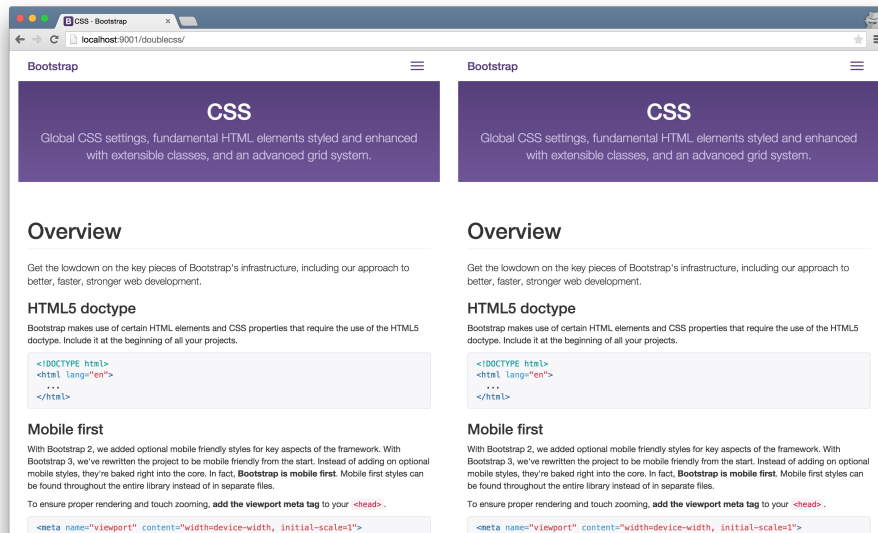 CSS · Bootstrap
localhost:9001/doublecss/
Bootstrap
CSS
Global CSS settings, fundamental HTML elements styled and enhanced
with extensible classes, and an advanced grid system.
Overview
Get the lowdown on the key pieces of Bootstrap's infrastructure, including our approach to
better, faster, stronger web development.
HTML5 doctype
Bootstrap makes use of certain HTML elements and CSS properties that require the use of the HTML5
doctype. Include it at the beginning of all your projects.
<!DOCTYPE html>
<html lang="en">
...
</html>
Mobile first
With Bootstrap 2, we added optional mobile friendly styles for key aspects of the framework. With
Bootstrap 3, we've rewritten the project to be mobile friendly from the start. Instead of adding on optional
mobile styles, they're baked right into the core. In fact, Bootstrap is mobile first. Mobile first styles can
be found throughout the entire library instead of in separate files.
To ensure proper rendering and touch zooming, add the viewport meta tag to your <head>.
<meta name="viewport" content="width=device-width, initial-scale=1">
Bootstrap
CSS
Global CSS settings, fundamental HTML elements styled and enhanced
with extensible classes, and an advanced grid system.
Overview
Get the lowdown on the key pieces of Bootstrap's infrastructure, including our approach to
better, faster, stronger web development.
HTML5 doctype
Bootstrap makes use of certain HTML elements and CSS properties that require the use of the HTML5
doctype. Include it at the beginning of all your projects.
<!DOCTYPE html>
<html lang="en">
...
</html>
Mobile first
With Bootstrap 2, we added optional mobile friendly styles for key aspects of the framework. With
Bootstrap 3, we've rewritten the project to be mobile friendly from the start. Instead of adding on optional
mobile styles, they're baked right into the core. In fact, Bootstrap is mobile first. Mobile first styles can
be found throughout the entire library instead of in separate files.
To ensure proper rendering and touch zooming, add the viewport meta tag to your <head>.
<meta name="viewport" content="width=device-width, initial-scale=1">